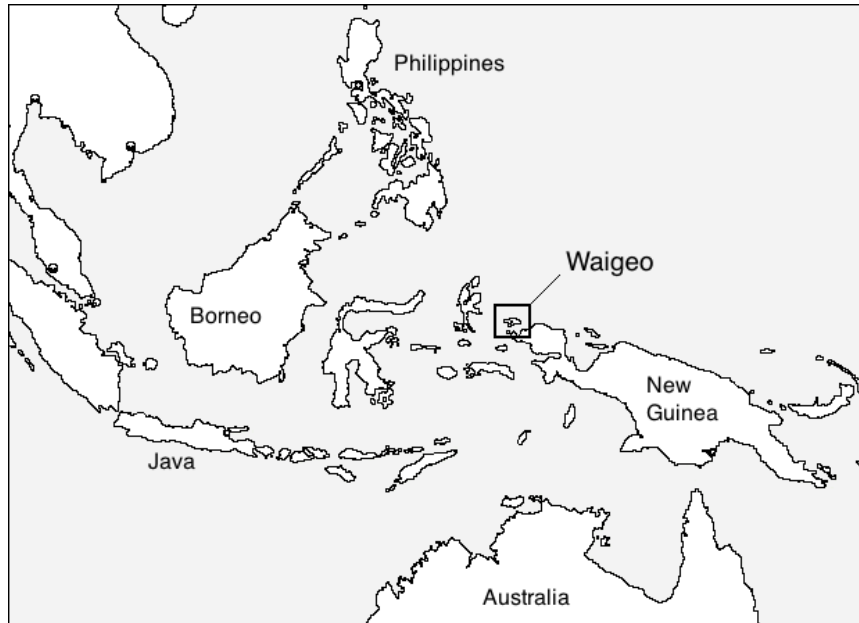 Philippines
Waigeo
Borneo
New
Guinea
Java
Australia